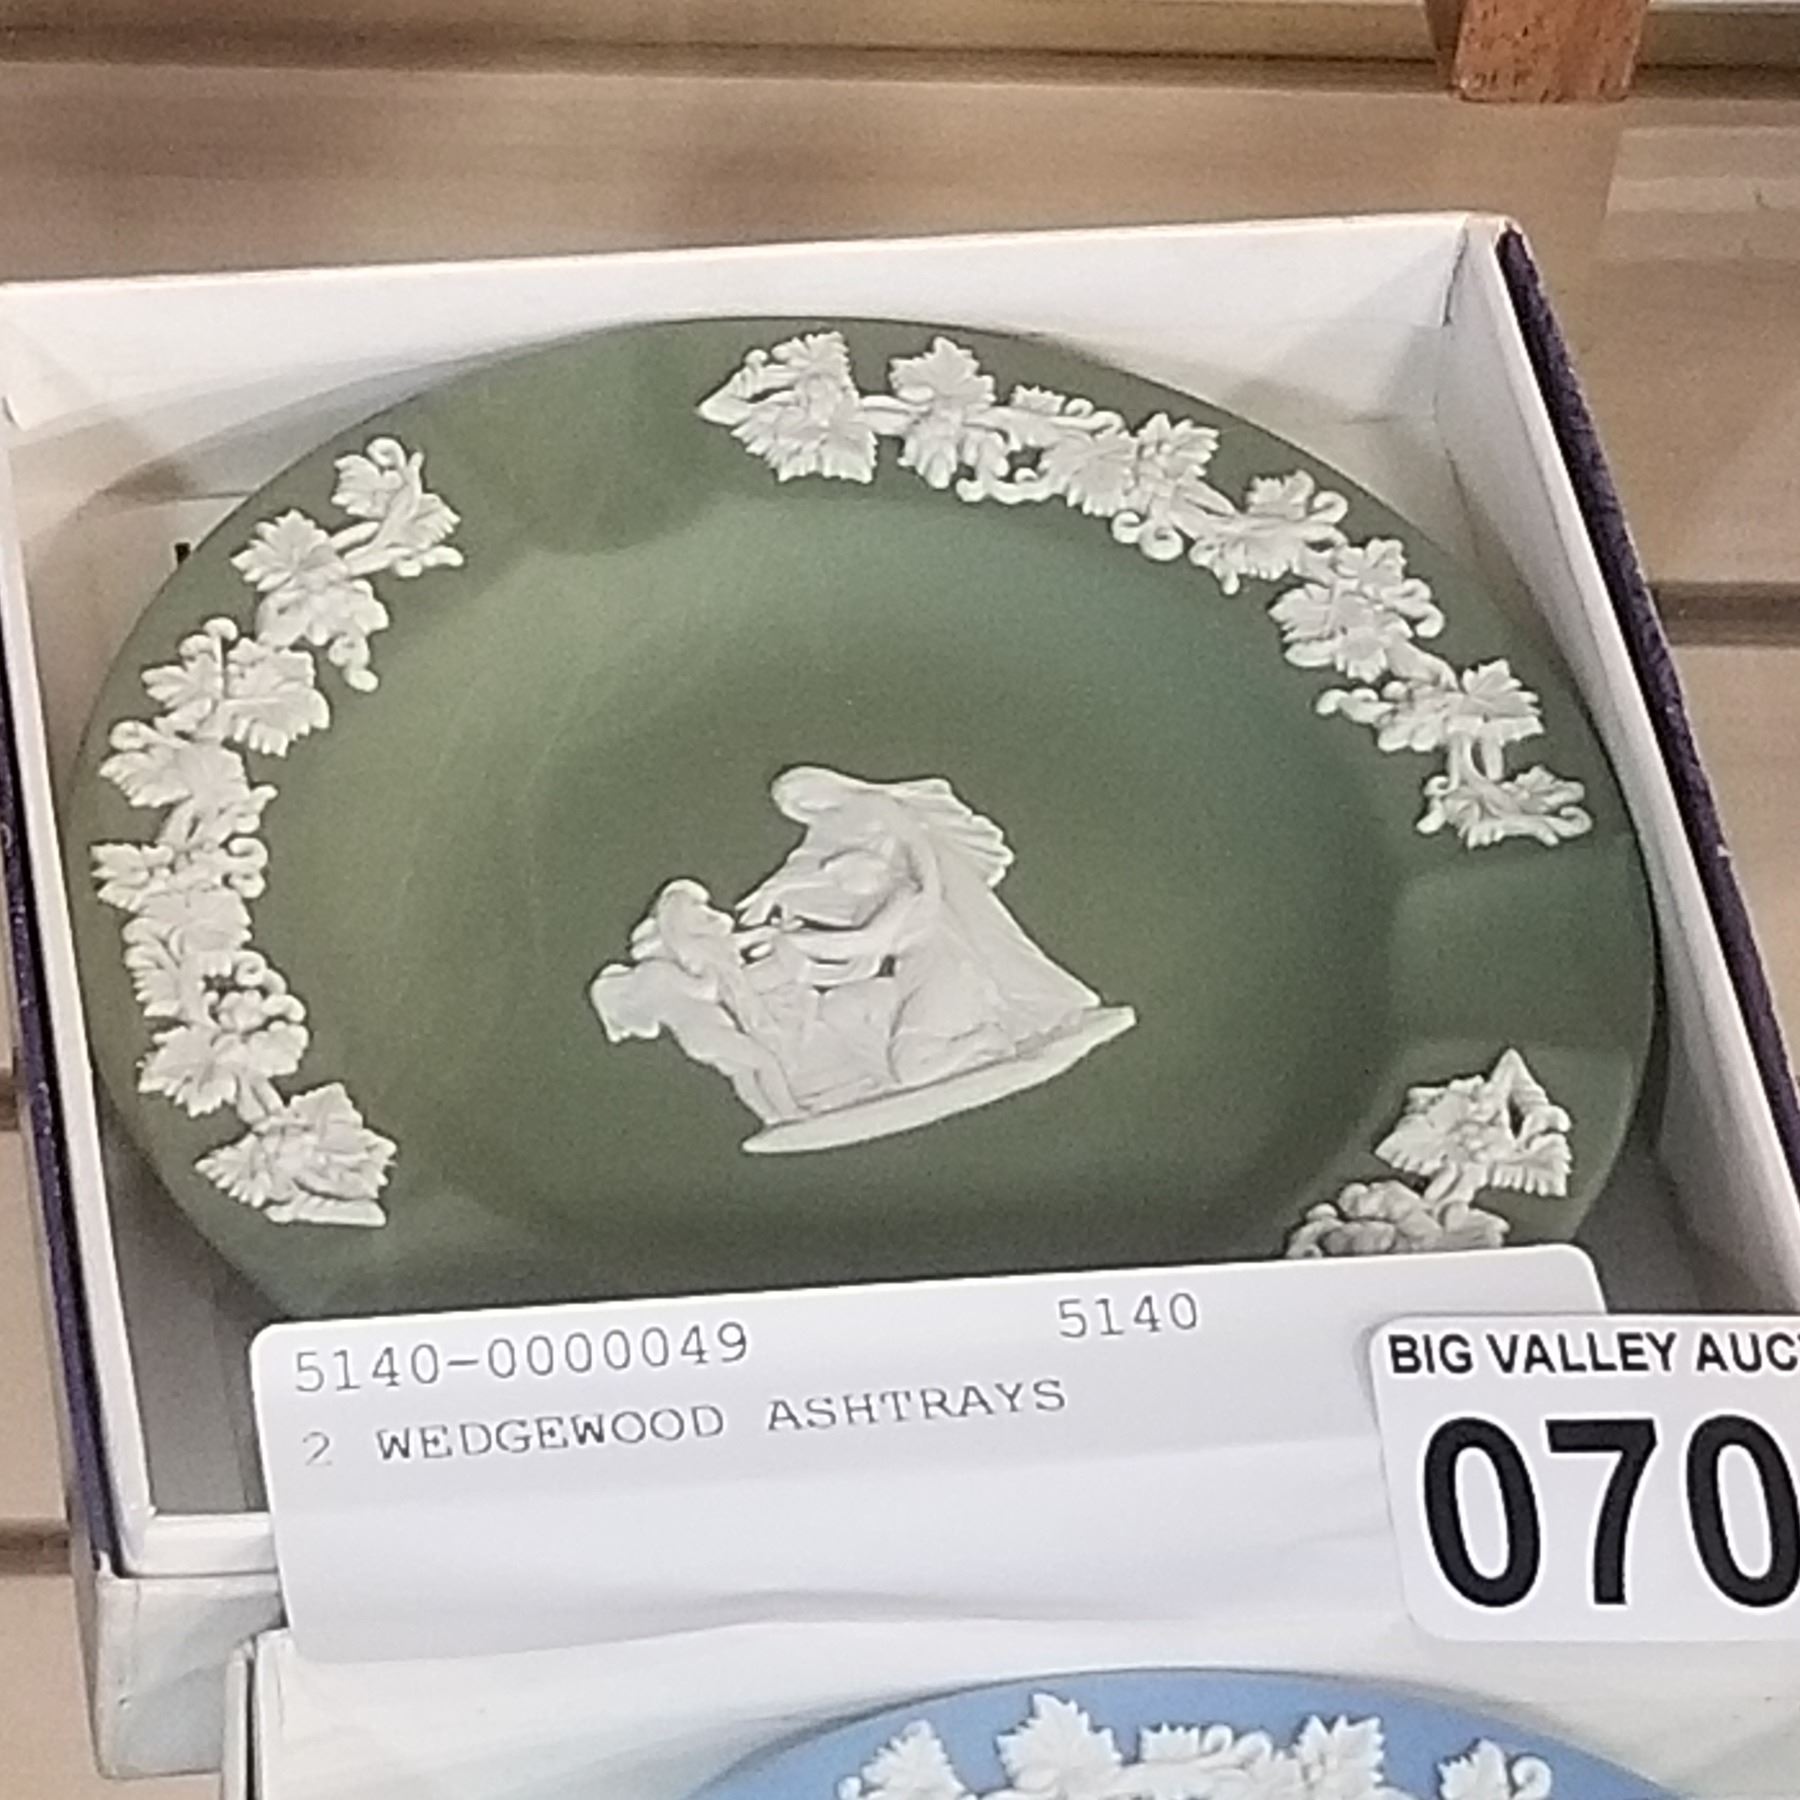 5140-0000049 5140
2 WEDGEWOOD ASHTRAYS
BIG VALLEY AUC
070